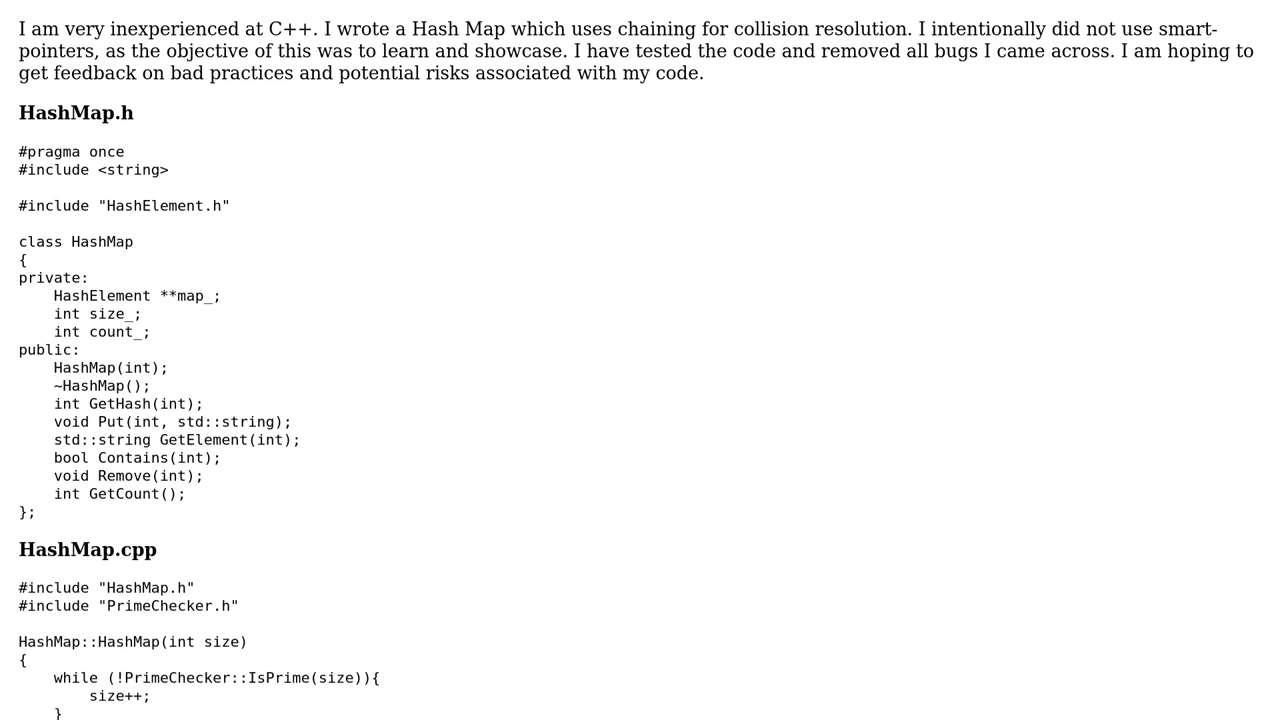 I am very inexperienced at C++. I wrote a Hash Map which uses chaining for collision resolution. I intentionally did not use smart-
pointers, as the objective of this was to learn and showcase. I have tested the code and removed all bugs I came across. I am hoping to
get feedback on bad practices and potential risks associated with my code.
HashMap.h
#pragma once
#include <string>
#include "HashElement.h"
class HashMap
{
private:
    HashElement **map_;
    int size_;
    int count_;
public:
    HashMap(int);
    ~HashMap();
    int GetHash(int);
    void Put(int, std::string);
    std::string GetElement(int);
    bool Contains(int);
    void Remove(int);
    int GetCount();
};
HashMap.cpp
#include "HashMap.h"
#include "PrimeChecker.h"
HashMap::HashMap(int size)
{
    while (!PrimeChecker::IsPrime(size)){
        size++;
    }